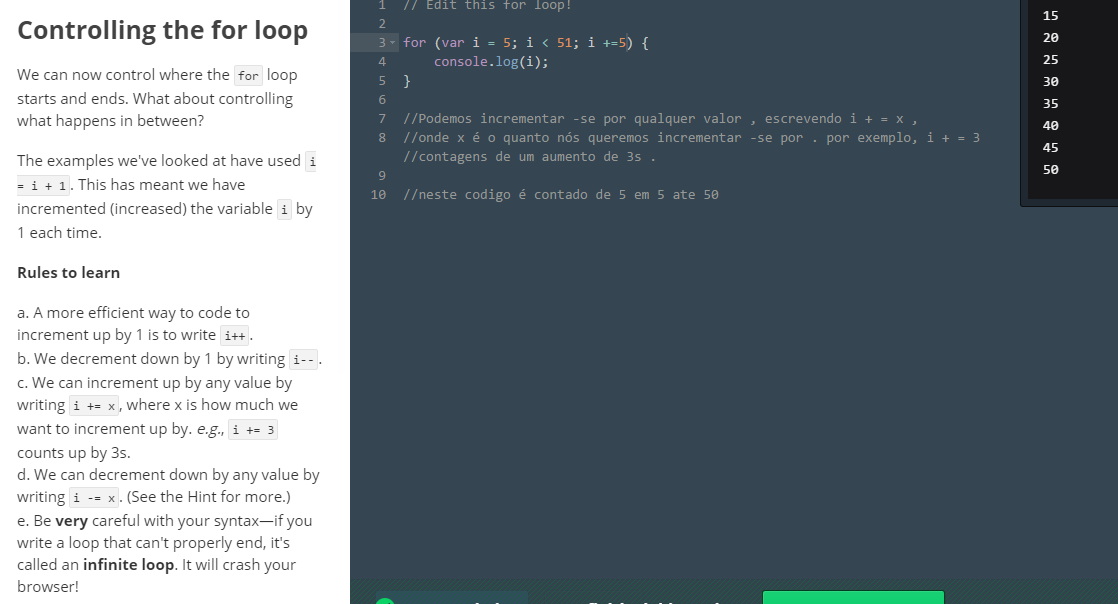 Controlling the for loop
We can now control where the for loop
starts and ends. What about controlling
what happens in between?
The examples we've looked at have used i
= i + 1. This has meant we have
incremented (increased) the variable i by
1 each time.
Rules to learn
a. A more efficient way to code to
increment up by 1 is to write i++.
b. We decrement down by 1 by writing i--.
c. We can increment up by any value by
writing i += x, where x is how much we
want to increment up by. e.g., i += 3
counts up by 3s.
d. We can decrement down by any value by
writing i -= x. (See the Hint for more.)
e. Be very careful with your syntax—if you
write a loop that can't properly end, it's
called an infinite loop. It will crash your
browser!
1 // Edit this for loop!
2
3 for (var i = 5; i < 51; i +=5) {
4 console.log(i);
5 }
6
7 //Podemos incrementar -se por qualquer valor , escrevendo i + = x ,
8 //onde x é o quanto nós queremos incrementar -se por . por exemplo, i + = 3
//contagens de um aumento de 3s .
9
10 //neste codigo é contado de 5 em 5 ate 50
15
20
25
30
35
40
45
50